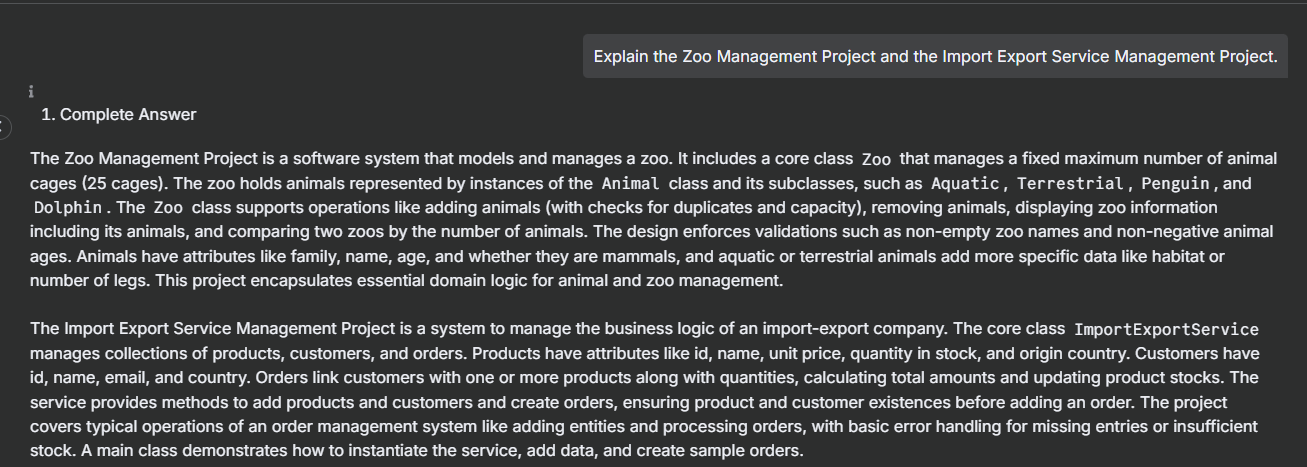 Explain the Zoo Management Project and the Import Export Service Management Project.
i
1. Complete Answer
The Zoo Management Project is a software system that models and manages a zoo. It includes a core class Zoo that manages a fixed maximum number of animal
cages (25 cages). The zoo holds animals represented by instances of the Animal class and its subclasses, such as Aquatic, Terrestrial, Penguin, and
Dolphin. The Zoo class supports operations like adding animals (with checks for duplicates and capacity), removing animals, displaying zoo information
including its animals, and comparing two zoos by the number of animals. The design enforces validations such as non-empty zoo names and non-negative animal
ages. Animals have attributes like family, name, age, and whether they are mammals, and aquatic or terrestrial animals add more specific data like habitat or
number of legs. This project encapsulates essential domain logic for animal and zoo management.
The Import Export Service Management Project is a system to manage the business logic of an import-export company. The core class ImportExportService
manages collections of products, customers, and orders. Products have attributes like id, name, unit price, quantity in stock, and origin country. Customers have
id, name, email, and country. Orders link customers with one or more products along with quantities, calculating total amounts and updating product stocks. The
service provides methods to add products and customers and create orders, ensuring product and customer existences before adding an order. The project
covers typical operations of an order management system like adding entities and processing orders, with basic error handling for missing entries or insufficient
stock. A main class demonstrates how to instantiate the service, add data, and create sample orders.